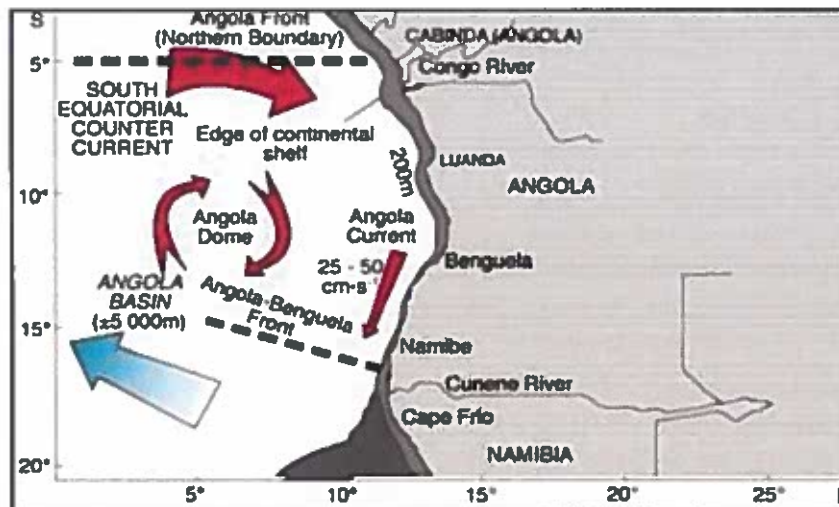 S
Angola Front
(Northern Boundary)
CABINDA (ANGOLA)
5°
Congo River
SOUTH
EQUATORIAL
COUNTER
CURRENT
Edge of continental
shelf
200m
LUANDA
ANGOLA
10°
Angola
Dome
Angola
Current
25 - 50
cm·s⁻
Benguela
ANGOLA
BASIN
(±5 000m)
Angola-Benguela
Front
15°
Namibe
Cunene River
Cape Frio
NAMIBIA
20°
5°
10°
15°
20°
25°